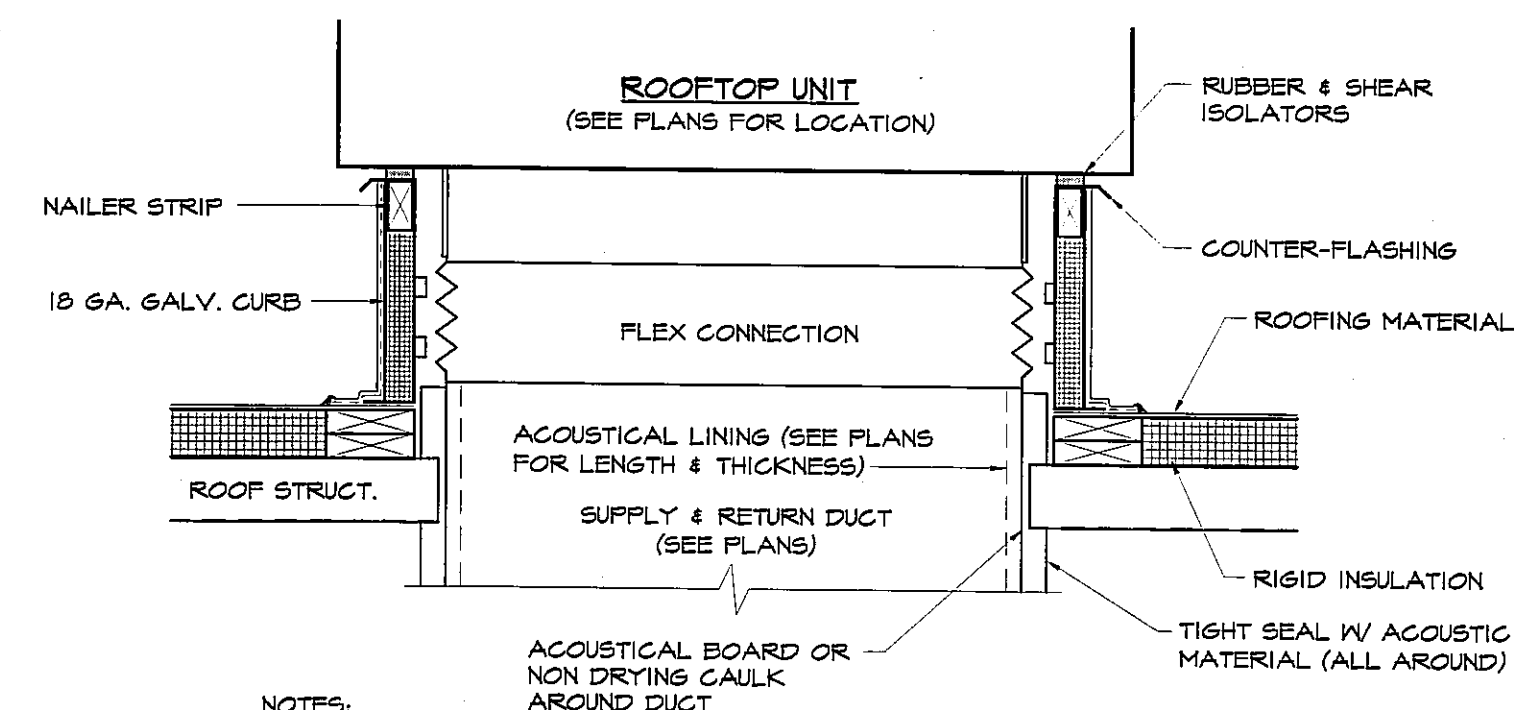 ROOFTOP UNIT
(SEE PLANS FOR LOCATION)
RUBBER & SHEAR
ISOLATORS
NAILER STRIP
COUNTER-FLASHING
18 GA. GALV. CURB
FLEX CONNECTION
ROOFING MATERIAL
ACOUSTICAL LINING (SEE PLANS
FOR LENGTH & THICKNESS)
ROOF STRUCT.
SUPPLY & RETURN DUCT
(SEE PLANS)
RIGID INSULATION
TIGHT SEAL W/ ACOUSTIC
MATERIAL (ALL AROUND)
ACOUSTICAL BOARD OR
NON DRYING CAULK
AROUND DUCT
NOTES: